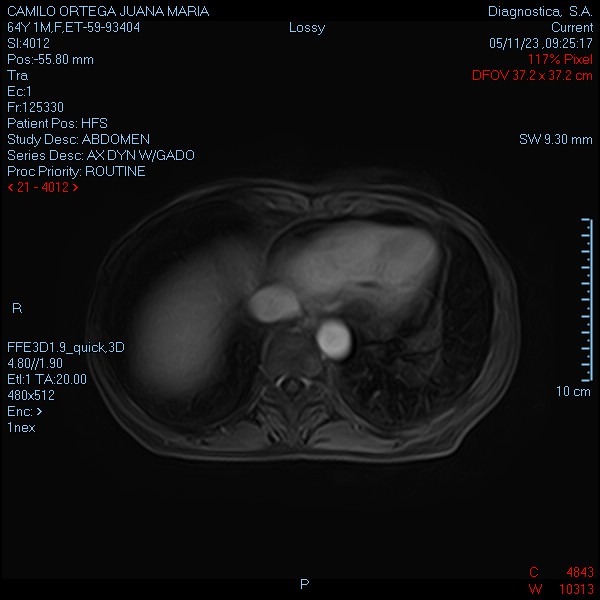 CAMILO ORTEGA JUANA MARIA
64Y 1M,F,ET-59-93404
SI:4012
Pos:-55.80 mm
Tra
Ec:1
Fr:125330
Patient Pos: HFS
Study Desc: ABDOMEN
Series Desc: AX DYN W/GADO
Proc Priority: ROUTINE
< 21 - 4012 >
Lossy
Diagnostica, S.A.
Current
05/11/23 ,09:25:17
117% Pixel
DFOV 37.2 x 37.2 cm
SW 9.30 mm
R
FFE3D1.9_quick,3D
4.80//1.90
Etl:1 TA:20.00
480x512
Enc: >
1nex
10 cm
P
C 4843
W 10313